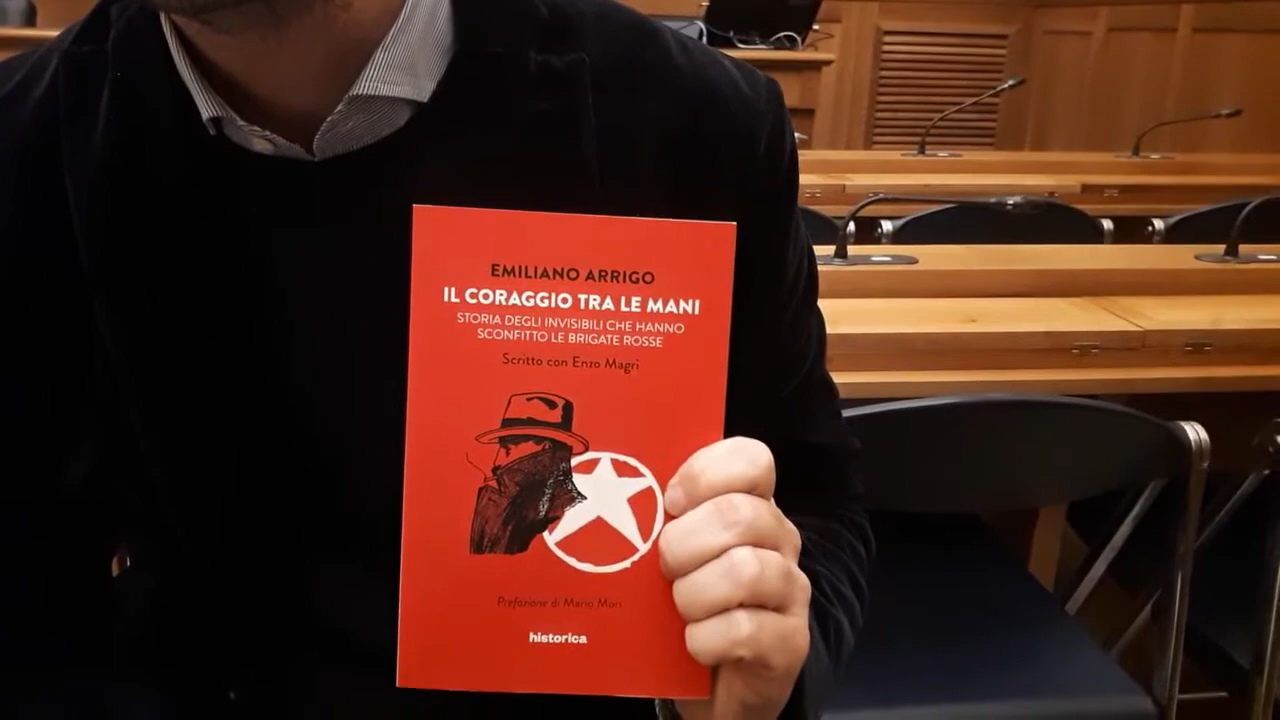 EMILIANO ARRIGO
IL CORAGGIO TRA LE MANI
STORIA DEGLI INVISIBILI CHE HANNO
SCONFITTO LE BRIGATE ROSSE
Scritto con Enzo Magrì
Prefazione di Mario Mori
historica